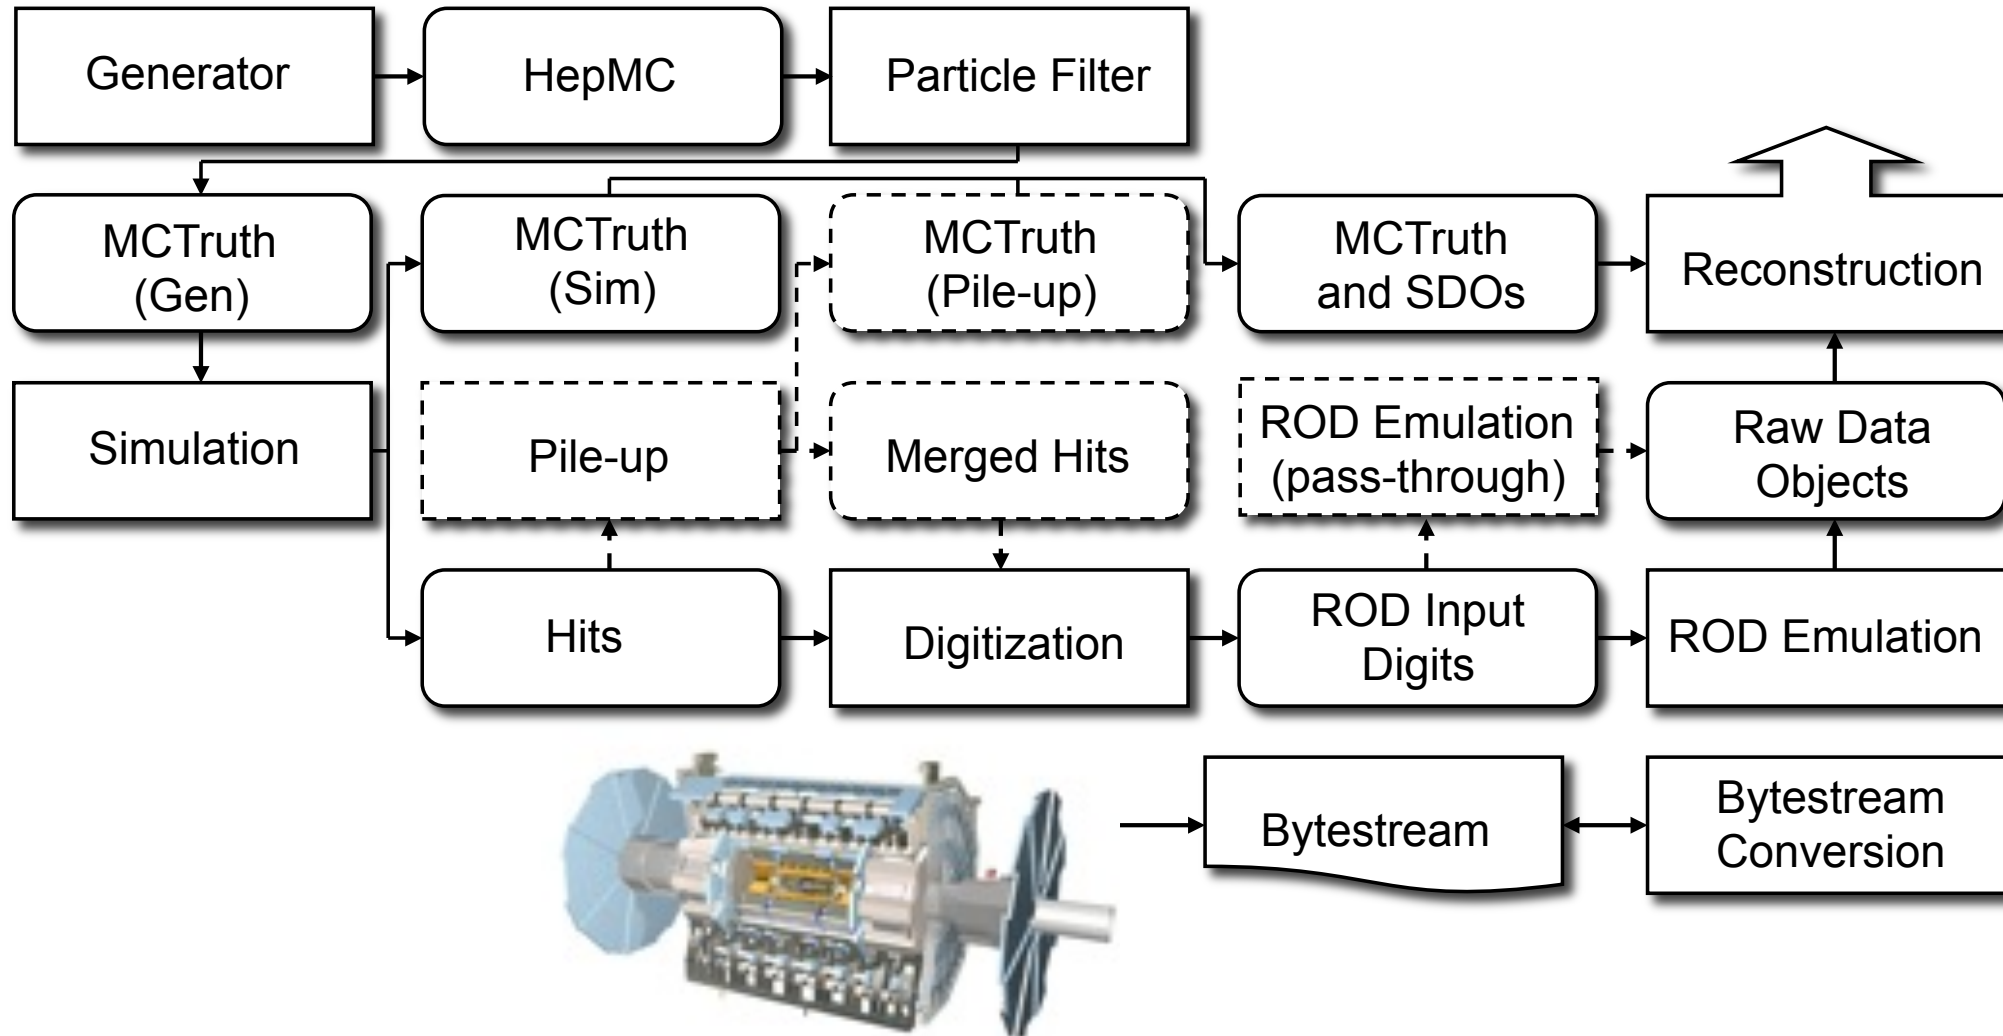 Generator
HepMC
Particle Filter
MCTruth
(Gen)
MCTruth
(Sim)
MCTruth
(Pile-up)
MCTruth
and SDOs
Reconstruction
Simulation
Pile-up
Merged Hits
ROD Emulation
(pass-through)
Raw Data
Objects
Hits
Digitization
ROD Input
Digits
ROD Emulation
Bytestream
Bytestream
Conversion